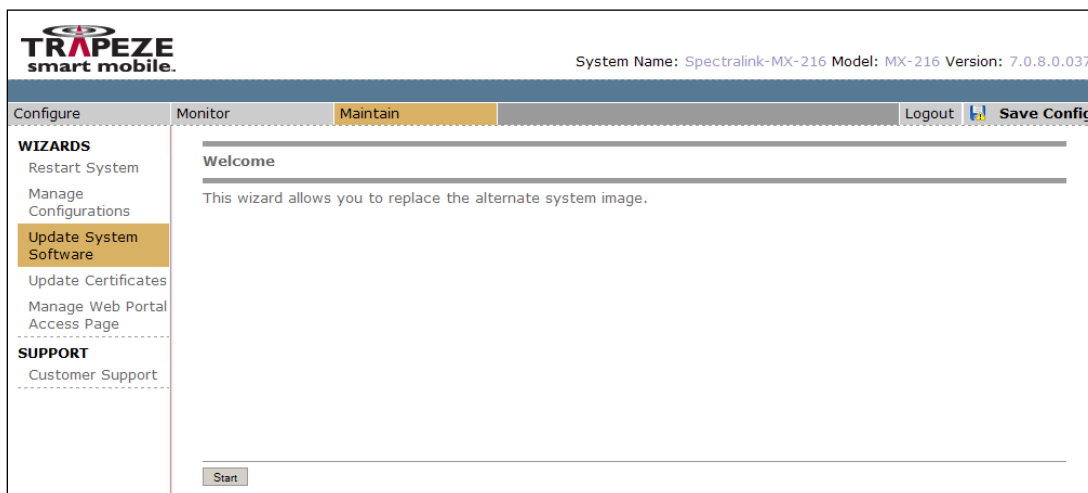 TRAPEZE
smart mobile.
System Name: Spectralink-MX-216 Model: MX-216 Version: 7.0.8.0.037
Configure Monitor Maintain Logout Save Config
WIZARDS
Restart System
Manage
Configurations
Update System
Software
Update Certificates
Manage Web Portal
Access Page
SUPPORT
Customer Support
Welcome
This wizard allows you to replace the alternate system image.
Start